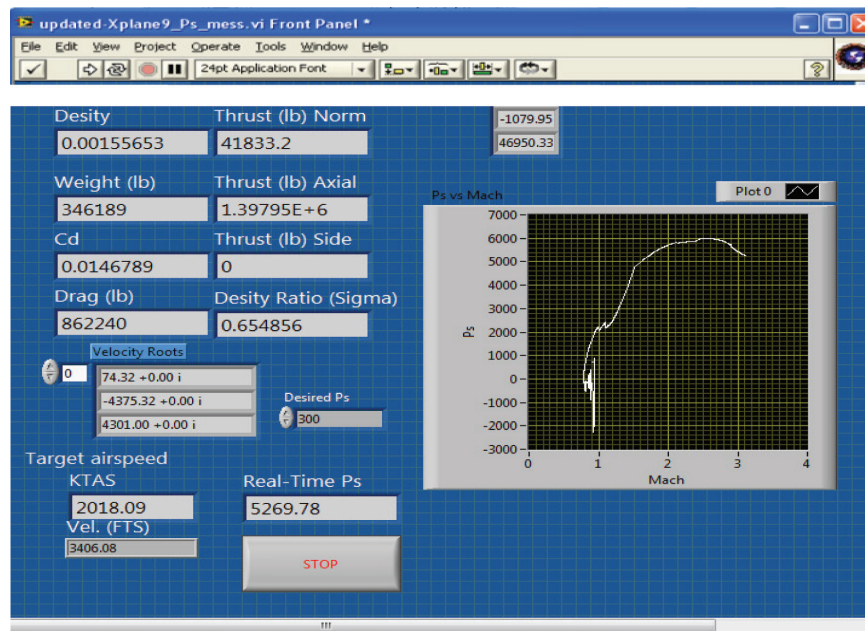 updated-Xplane9_Ps_mess.vi Front Panel *
File Edit View Project Operate Tools Window Help
24pt Application Font
?
Desity
0.00155653
Thrust (lb) Norm
41833.2
-1079.95
46950.33
Weight (lb)
346189
Thrust (lb) Axial
1.39795E+6
Cd
0.0146789
Thrust (lb) Side
0
Drag (lb)
862240
Desity Ratio (Sigma)
0.654856
Velocity Roots
0
74.32 +0.00 i
-4375.32 +0.00 i
4301.00 +0.00 i
Desired Ps
300
Target airspeed
KTAS
2018.09
Vel. (FTS)
3406.08
Real-Time Ps
5269.78
STOP
Ps vs Mach
Plot 0
7000
6000
5000
4000
3000
2000
1000
0
-1000
-2000
-3000
Ps
0 1 2 3 4
Mach